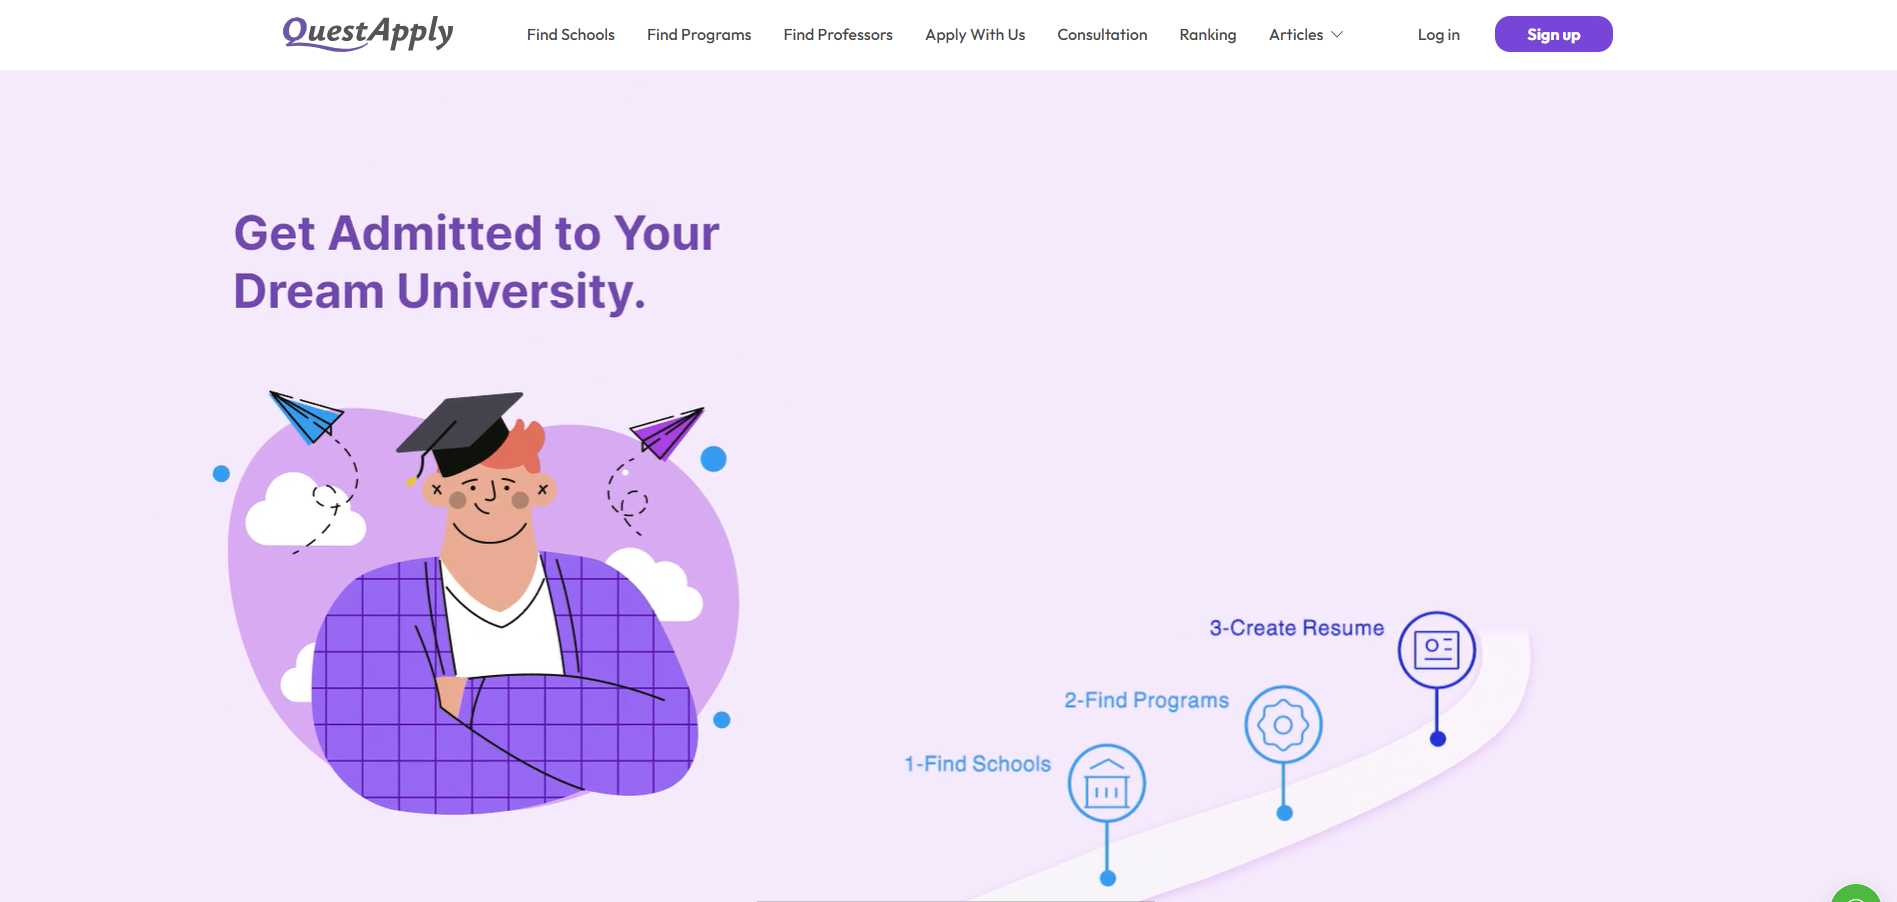 QuestApply
Find Schools
Find Programs
Find Professors
Apply With Us
Consultation
Ranking
Articles
Log in
Sign up
Get Admitted to Your
Dream University.
3-Create Resume
2-Find Programs
1-Find Schools